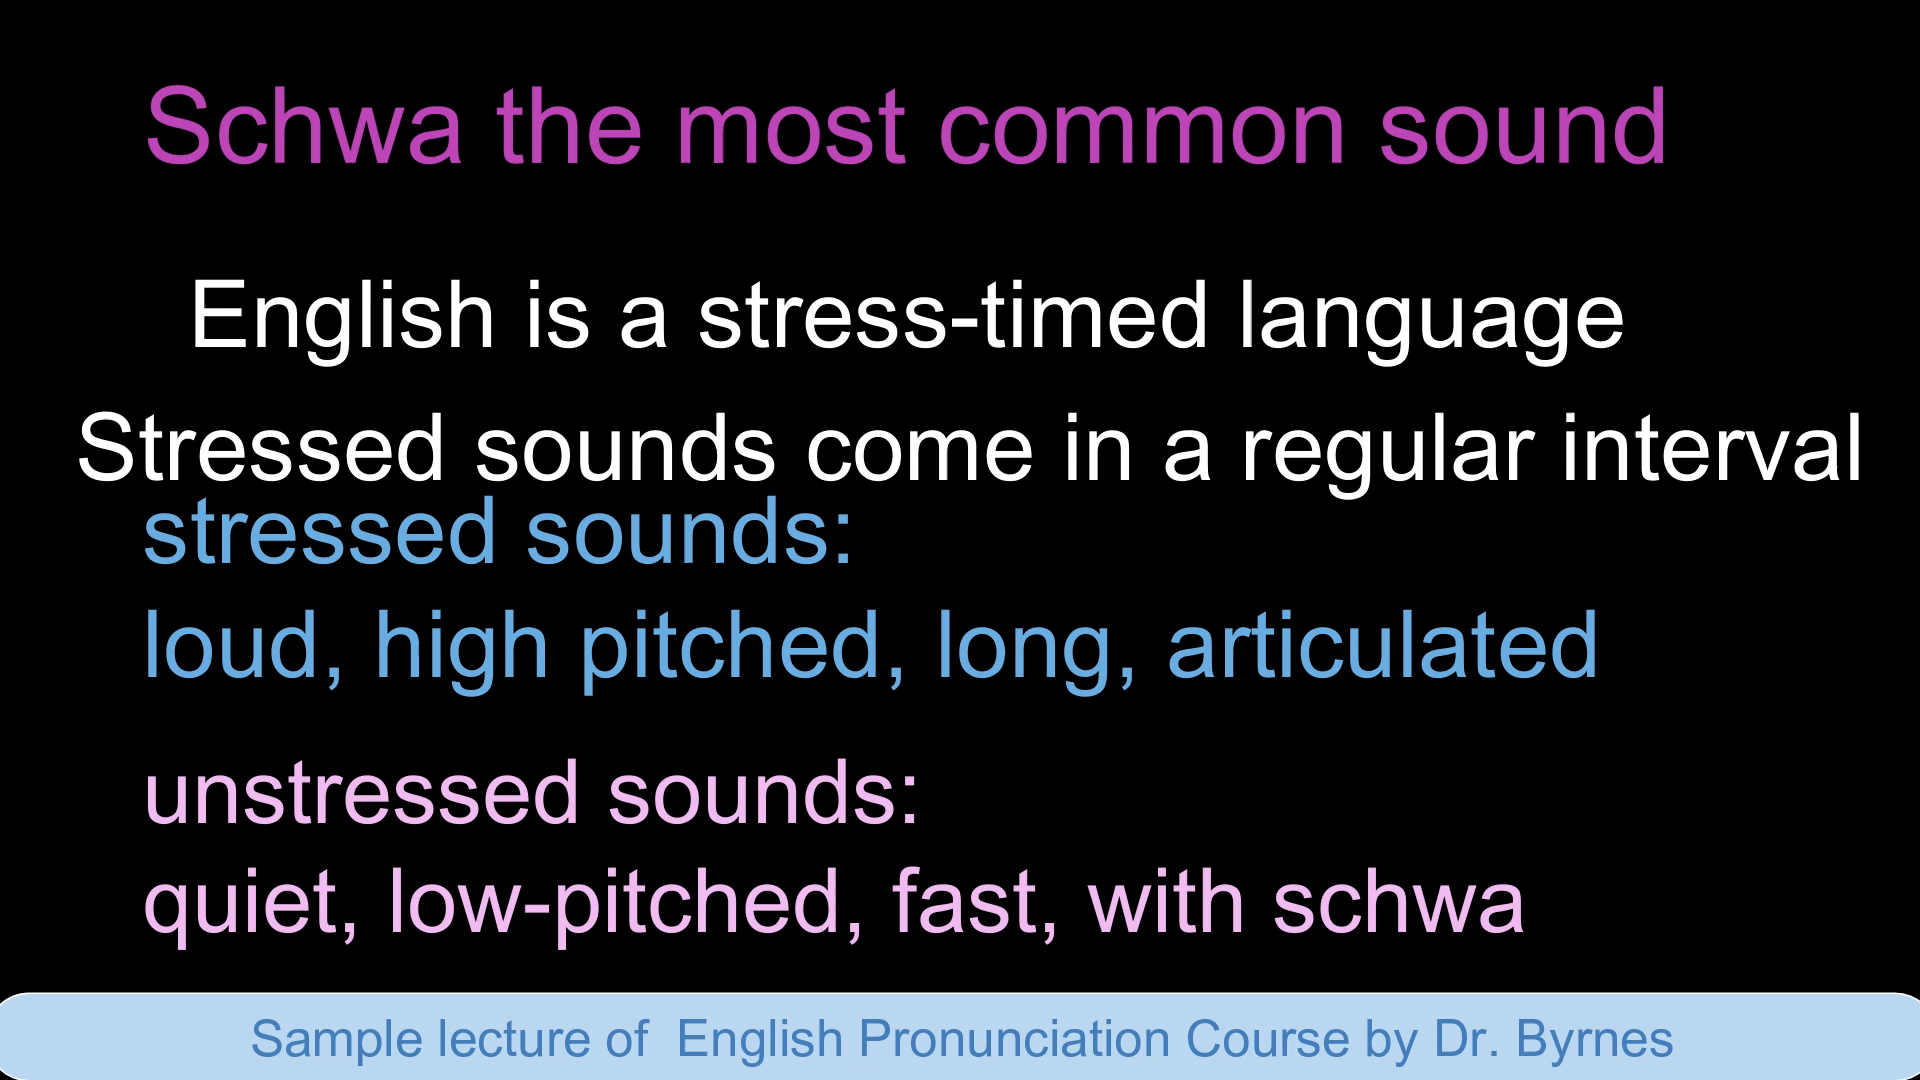 Schwa the most common sound
English is a stress-timed language
Stressed sounds come in a regular interval
stressed sounds:
loud, high pitched, long, articulated
unstressed sounds:
quiet, low-pitched, fast, with schwa
Sample lecture of  English Pronunciation Course by Dr. Byrnes